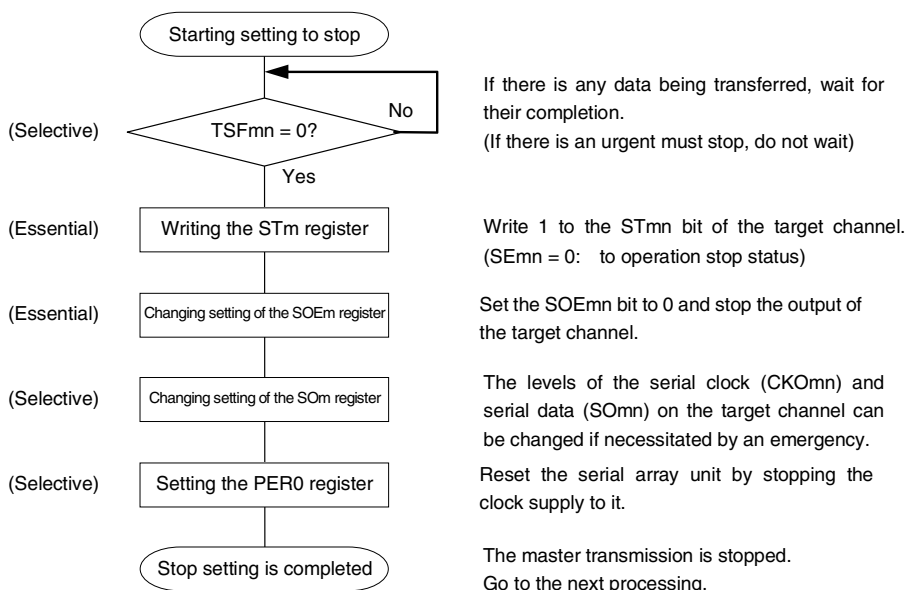 Starting setting to stop
No
If there is any data being transferred, wait for
their completion.
(If there is an urgent must stop, do not wait)
(Selective)
TSFmn = 0?
Yes
(Essential)
Writing the STm register
Write 1 to the STmn bit of the target channel.
(SEmn = 0: to operation stop status)
(Essential)
Changing setting of the SOEm register
Set the SOEmn bit to 0 and stop the output of
the target channel.
(Selective)
Changing setting of the SOm register
The levels of the serial clock (CKOmn) and
serial data (SOmn) on the target channel can
be changed if necessitated by an emergency.
(Selective)
Setting the PER0 register
Reset the serial array unit by stopping the
clock supply to it.
Stop setting is completed
The master transmission is stopped.
Go to the next processing.